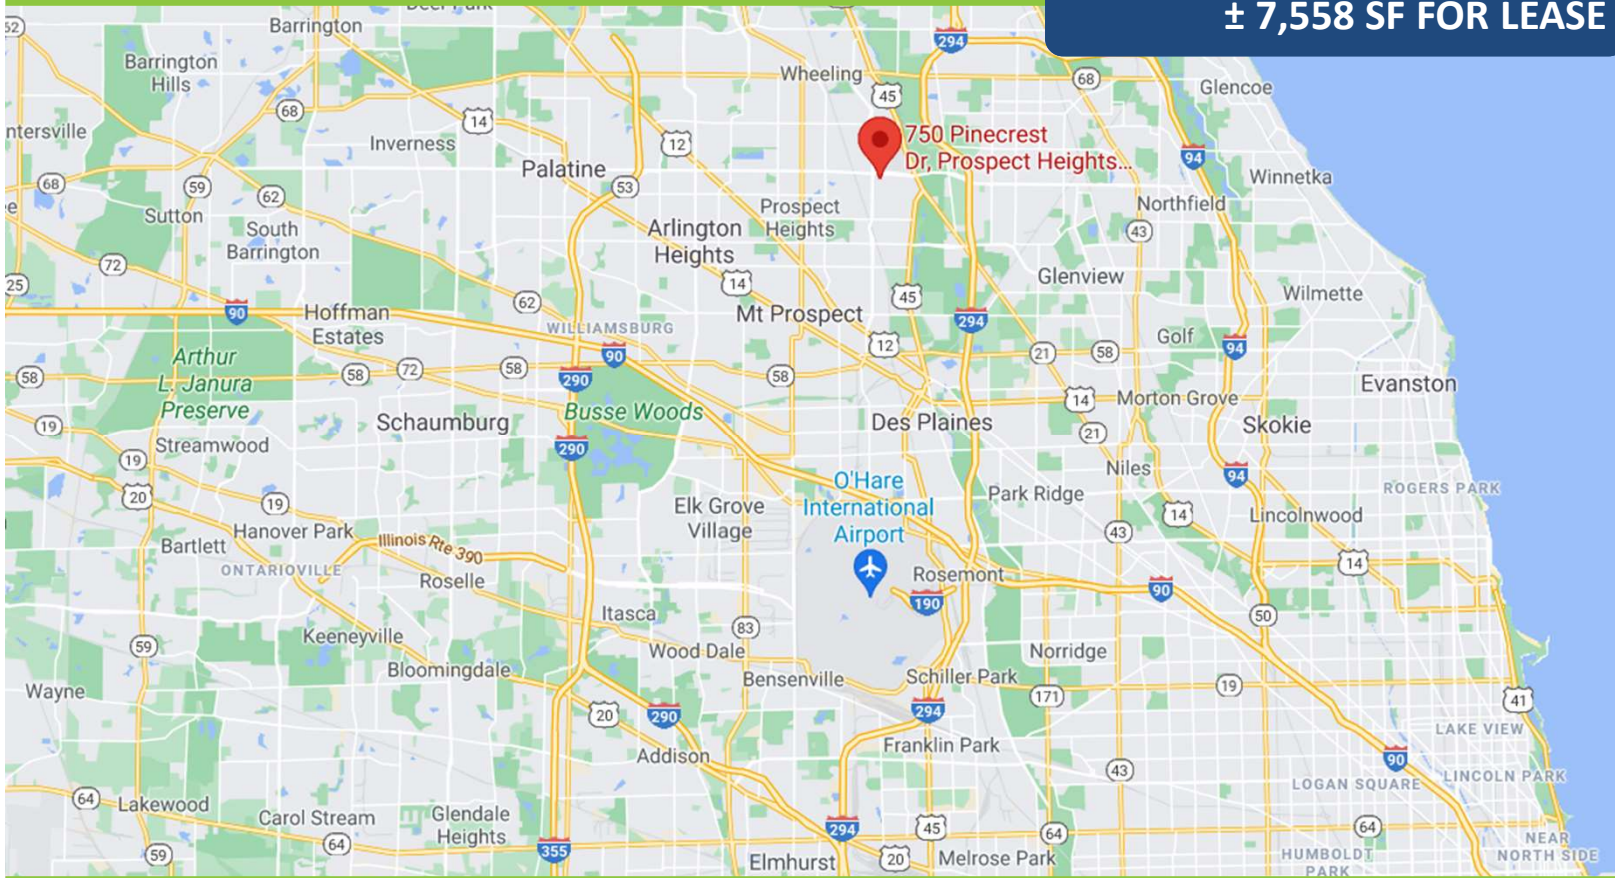 ± 7,558 SF FOR LEASE
Deer Park
Barrington
52
294
Wheeling
68
Glencoe
Barrington
Hills
45
68
14
12
750 Pinecrest
Dr, Prospect Heights...
ntersville
Inverness
94
Palatine
Winnetka
68
59
53
62
Northfield
e
Sutton
Prospect
Heights
South
Barrington
Arlington
Heights
43
72
Glenview
25
14
45
62
Wilmette
90
Hoffman
Estates
Mt Prospect
294
WILLIAMSBURG
Golf
12
94
Arthur
L. Janura
Preserve
90
21
58
58
58
72
58
290
58
Evanston
14
Morton Grove
Busse Woods
Schaumburg
Des Plaines
Skokie
19
21
Streamwood
290
19
Niles
94
O'Hare
International
Airport
20
ROGERS PARK
Park Ridge
19
Elk Grove
Village
14
Lincolnwood
Hanover Park
43
Illinois Rte 390
Bartlett
14
ONTARIOVILLE
Roselle
Rosemont
90
190
Itasca
50
83
Keeneyville
59
Wood Dale
Norridge
Bloomingdale
Bensenville
Schiller Park
19
Wayne
171
41
20
290
294
LAKE VIEW
Addison
Franklin Park
90
43
LINCOLN PARK
LOGAN SQUARE
64
Lakewood
Carol Stream
Glendale
Heights
294
45
64
64
64
NEAR
NORTH SIDE
59
355
Elmhurst
20
Melrose Park
HUMBOLDT
PARK